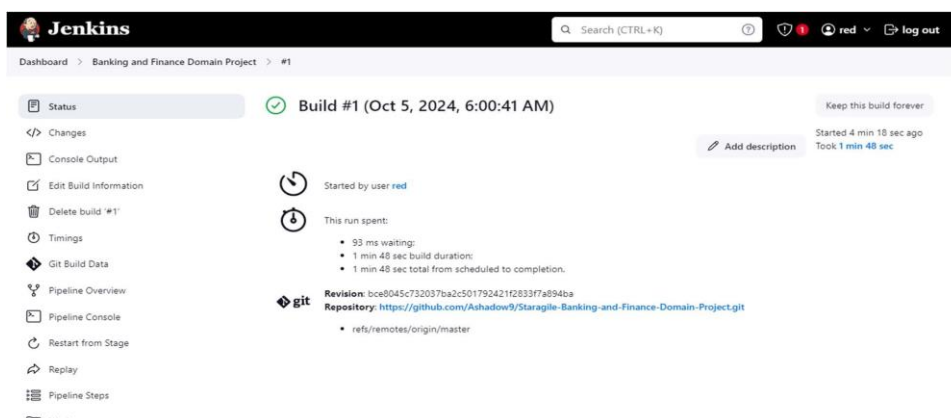 Jenkins
Search (CTRL+K)
1
red
log out
Dashboard > Banking and Finance Domain Project > #1
Status
Changes
Console Output
Edit Build Information
Delete build '#1'
Timings
Git Build Data
Pipeline Overview
Pipeline Console
Restart from Stage
Replay
Pipeline Steps
Build #1 (Oct 5, 2024, 6:00:41 AM)
Keep this build forever
Add description
Started 4 min 18 sec ago
Took 1 min 48 sec
Started by user red
This run spent:
• 93 ms waiting;
• 1 min 48 sec build duration;
• 1 min 48 sec total from scheduled to completion.
git
Revision: bce8045c732037ba2c501792421f2833f7a894ba
Repository: https://github.com/Ashadow9/Staragile-Banking-and-Finance-Domain-Project.git
• refs/remotes/origin/master